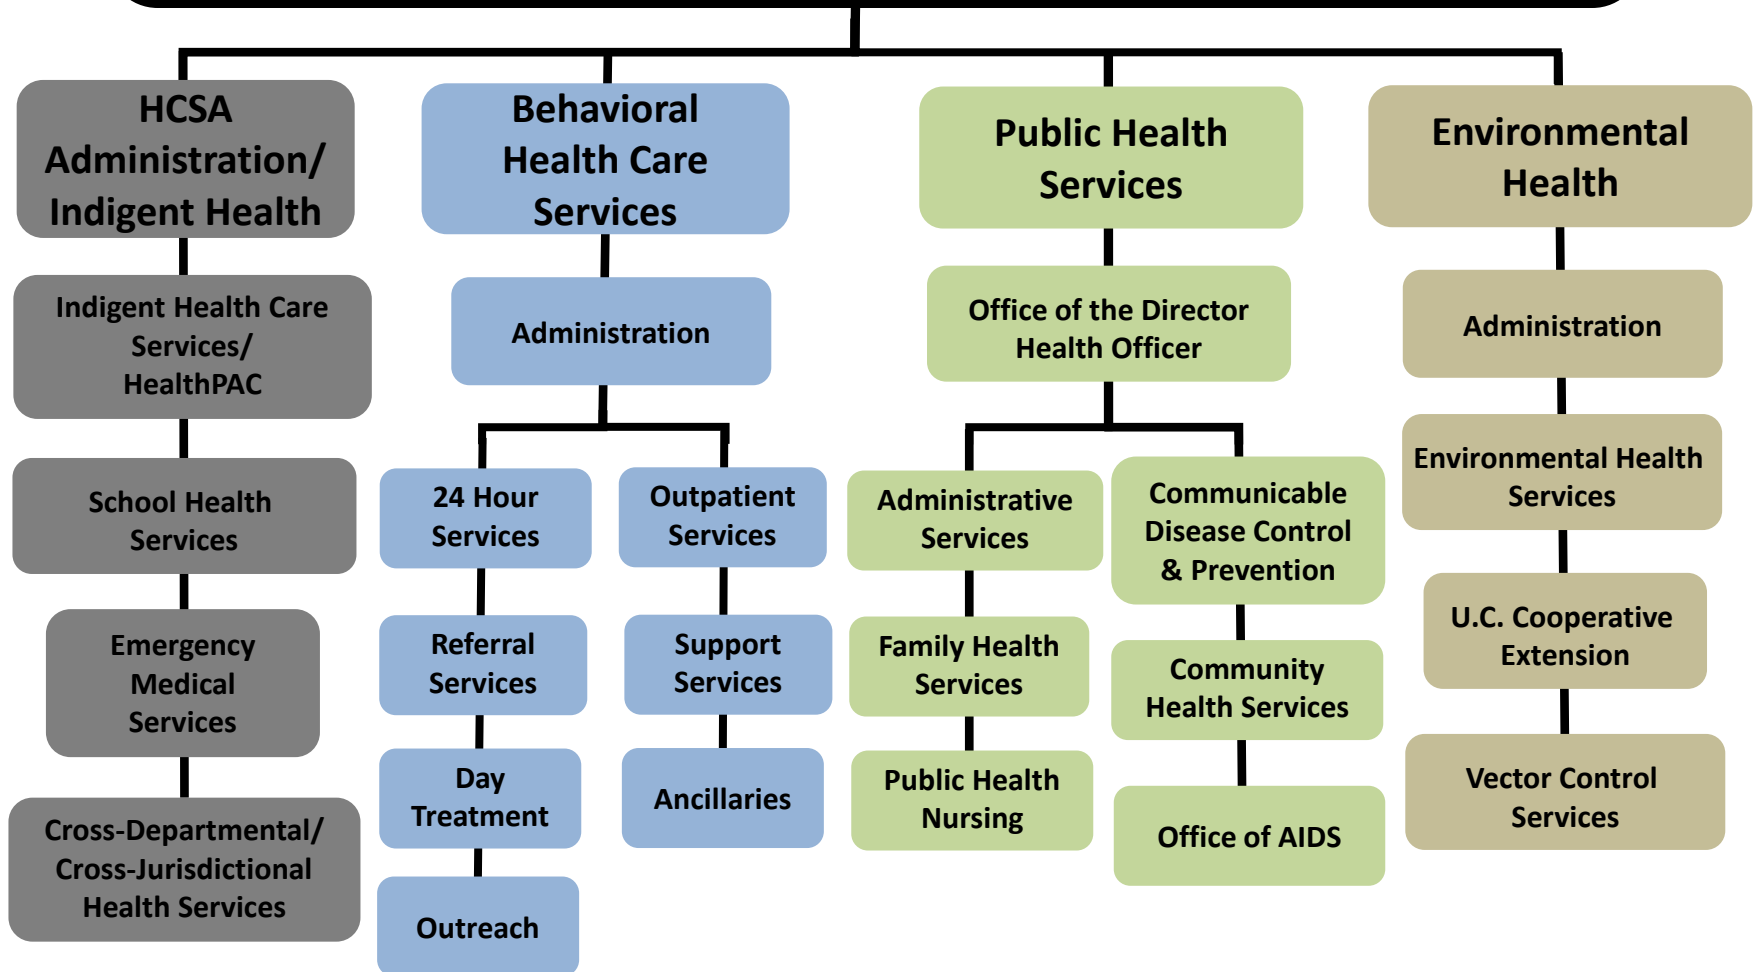 HCSA
Administration/
Indigent Health
Behavioral
Health Care
Services
Public Health
Services
Environmental
Health
Indigent Health Care
Services/
HealthPAC
School Health
Services
Emergency
Medical
Services
Cross-Departmental/
Cross-Jurisdictional
Health Services
Administration
24 Hour
Services
Referral
Services
Day
Treatment
Outreach
Outpatient
Services
Support
Services
Ancillaries
Office of the Director
Health Officer
Administrative
Services
Family Health
Services
Public Health
Nursing
Communicable
Disease Control
& Prevention
Community
Health Services
Office of AIDS
Administration
Environmental Health
Services
U.C. Cooperative
Extension
Vector Control
Services